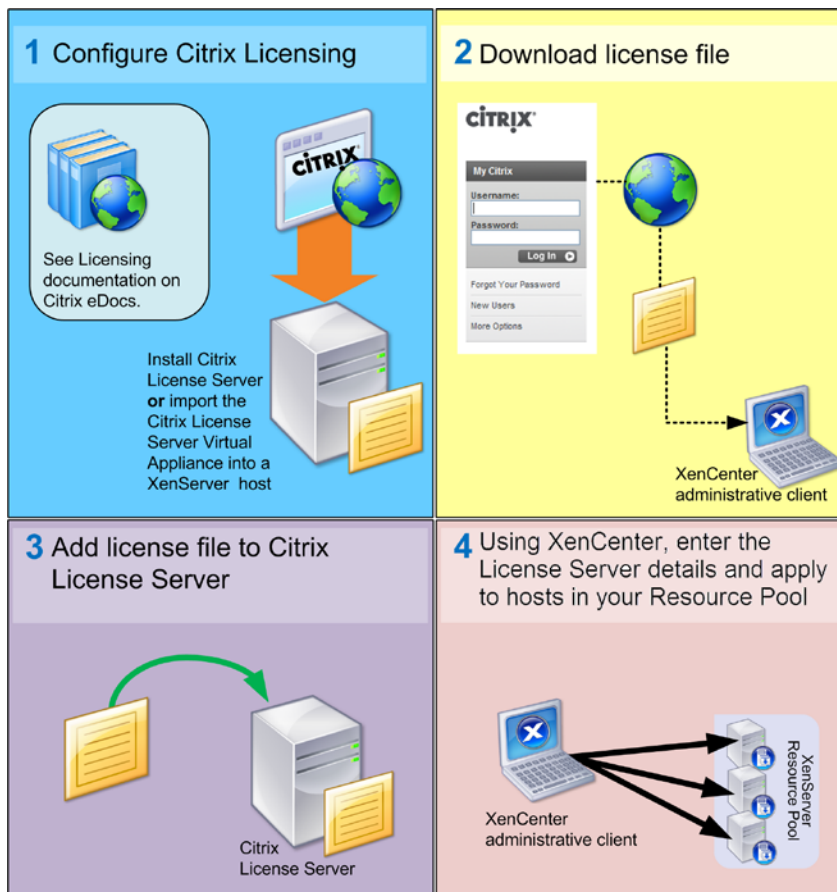 1 Configure Citrix Licensing
CİTRIX
See Licensing
documentation on
Citrix eDocs.
Install Citrix
License Server
or import the
Citrix License
Server Virtual
Appliance into a
XenServer host
2 Download license file
CİTRIX®
My Citrix
Username:
Password:
Log In
Forgot Your Password
New Users
More Options
XenCenter
administrative client
3 Add license file to Citrix
License Server
Citrix
License Server
4 Using XenCenter, enter the
License Server details and apply
to hosts in your Resource Pool
X
XenCenter
administrative client
XenServer
Resource Pool